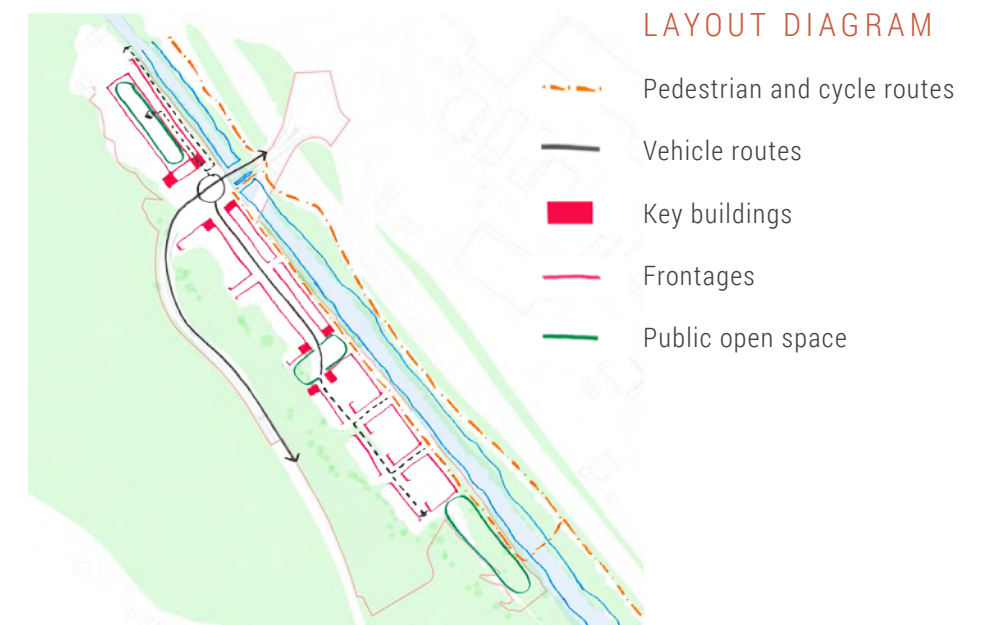 LAYOUT DIAGRAM
Pedestrian and cycle routes
Vehicle routes
Key buildings
Frontages
Public open space